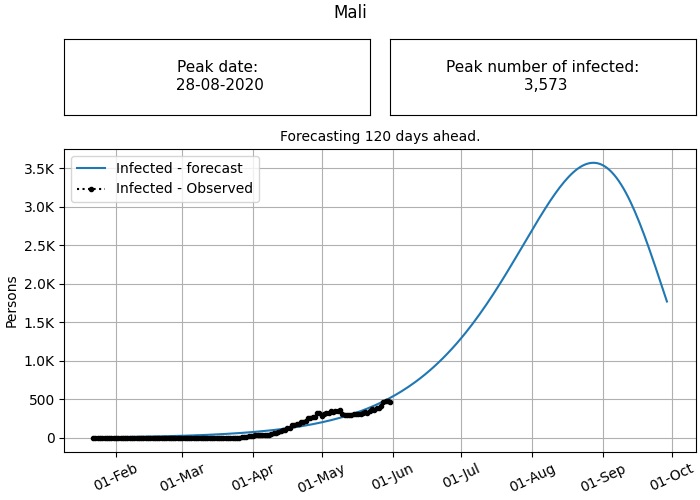 Mali
Peak date:
28-08-2020
Peak number of infected:
3,573
Forecasting 120 days ahead.
Infected - forecast
Infected - Observed
3.5K
3.0K
2.5K
2.0K
1.5K
1.0K
500
0
Persons
01-Feb
01-Mar
01-Apr
01-May
01-Jun
01-Jul
01-Aug
01-Sep
01-Oct